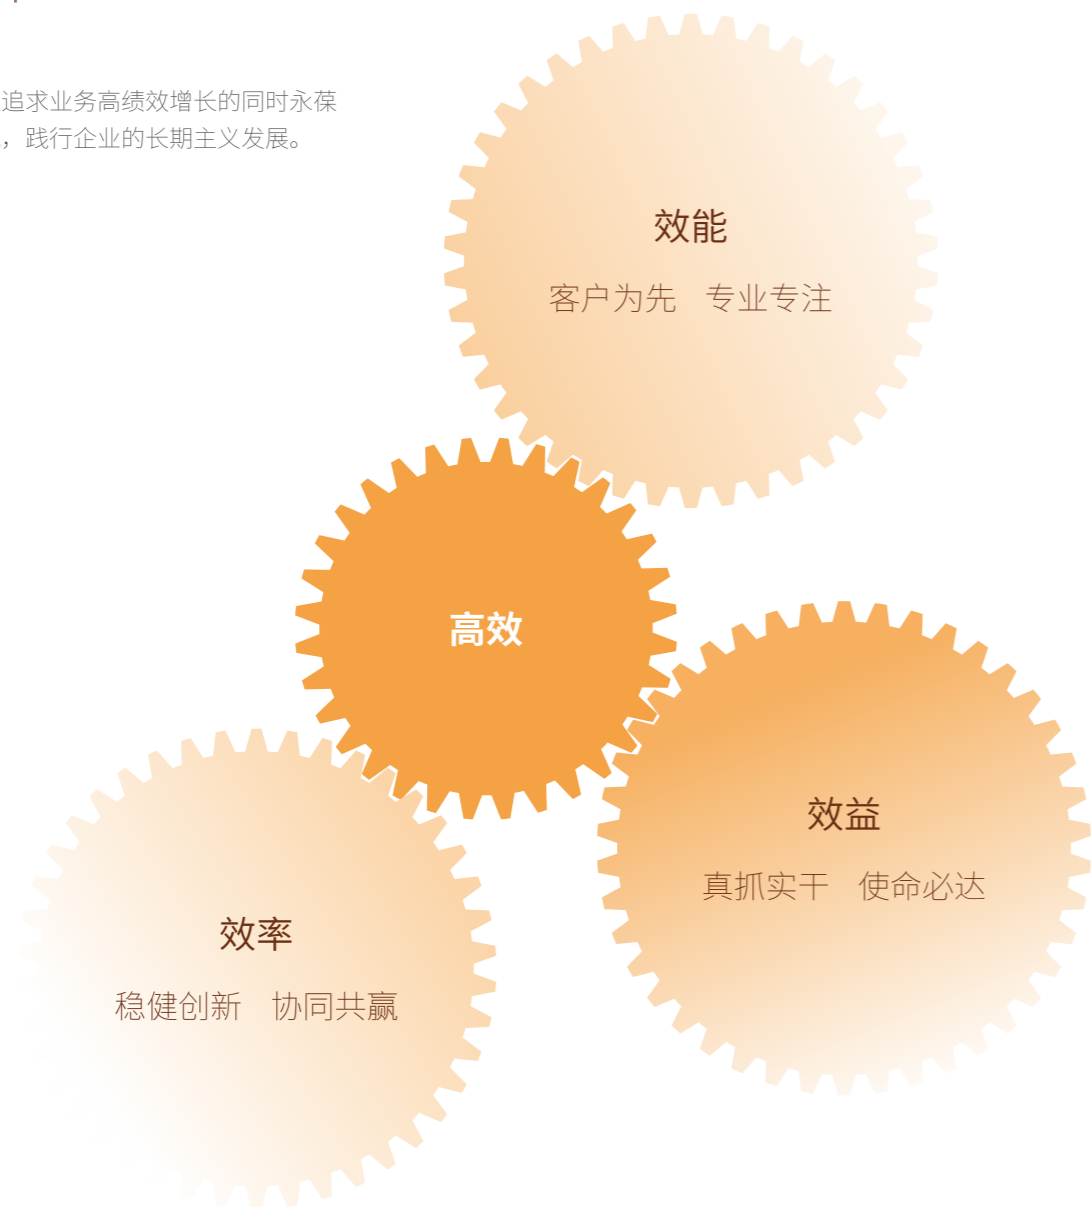 追求业务高绩效增长的同时永葆
，践行企业的长期主义发展。
效能
客户为先 专业专注
高效
效益
真抓实干 使命必达
效率
稳健创新 协同共赢